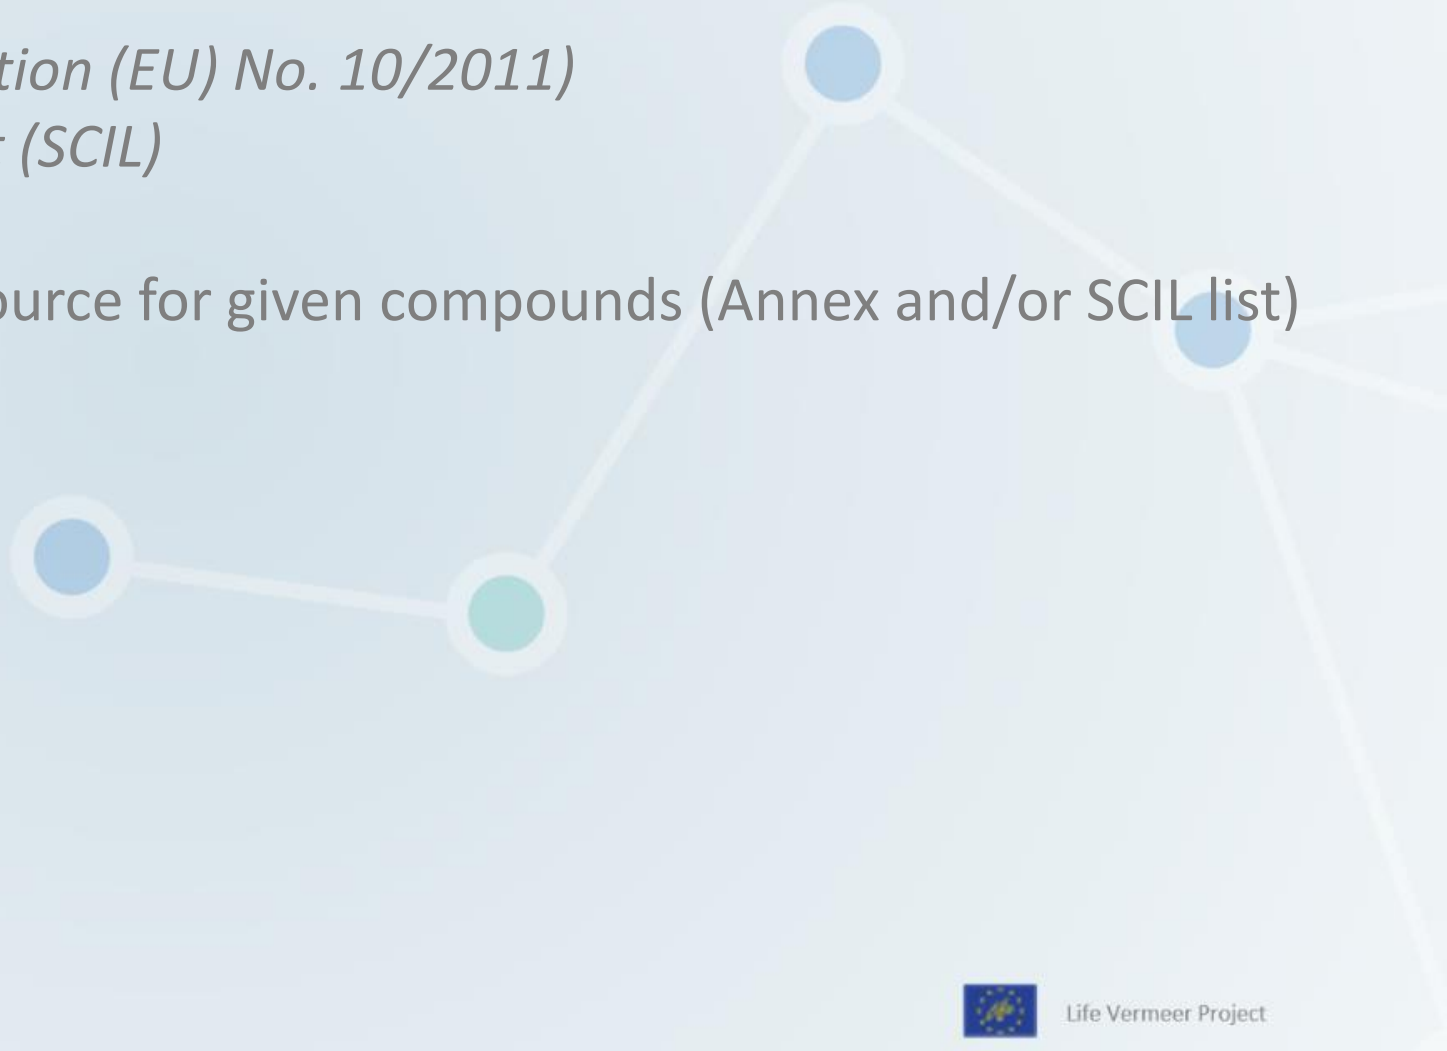 tion (EU) No. 10/2011)
(SCIL)
ource for given compounds (Annex and/or SCIL list)
Life Vermeer Project